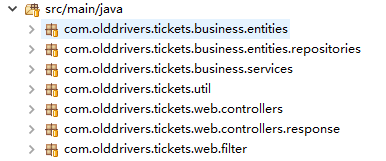 src/main/java
com.olddrivers.tickets.business.entities
com.olddrivers.tickets.business.entities.repositories
com.olddrivers.tickets.business.services
com.olddrivers.tickets.util
com.olddrivers.tickets.web.controllers
com.olddrivers.tickets.web.controllers.response
com.olddrivers.tickets.web.filter